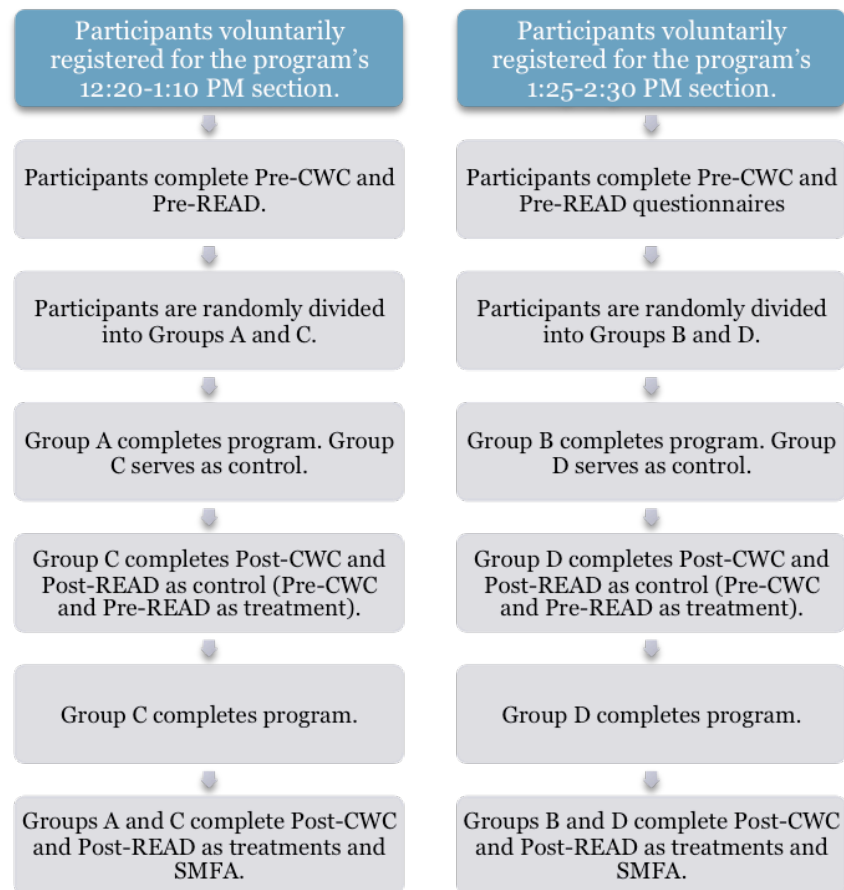 Participants voluntarily
registered for the program’s
12:20-1:10 PM section.
Participants complete Pre-CWC and
Pre-READ.
Participants are randomly divided
into Groups A and C.
Group A completes program. Group
C serves as control.
Group C completes Post-CWC and
Post-READ as control (Pre-CWC
and Pre-READ as treatment).
Group C completes program.
Groups A and C complete Post-CWC
and Post-READ as treatments and
SMFA.
Participants voluntarily
registered for the program’s
1:25-2:30 PM section.
Participants complete Pre-CWC and
Pre-READ questionnaires
Participants are randomly divided
into Groups B and D.
Group B completes program. Group
D serves as control.
Group D completes Post-CWC and
Post-READ as control (Pre-CWC
and Pre-READ as treatment).
Group D completes program.
Groups B and D complete Post-CWC
and Post-READ as treatments and
SMFA.